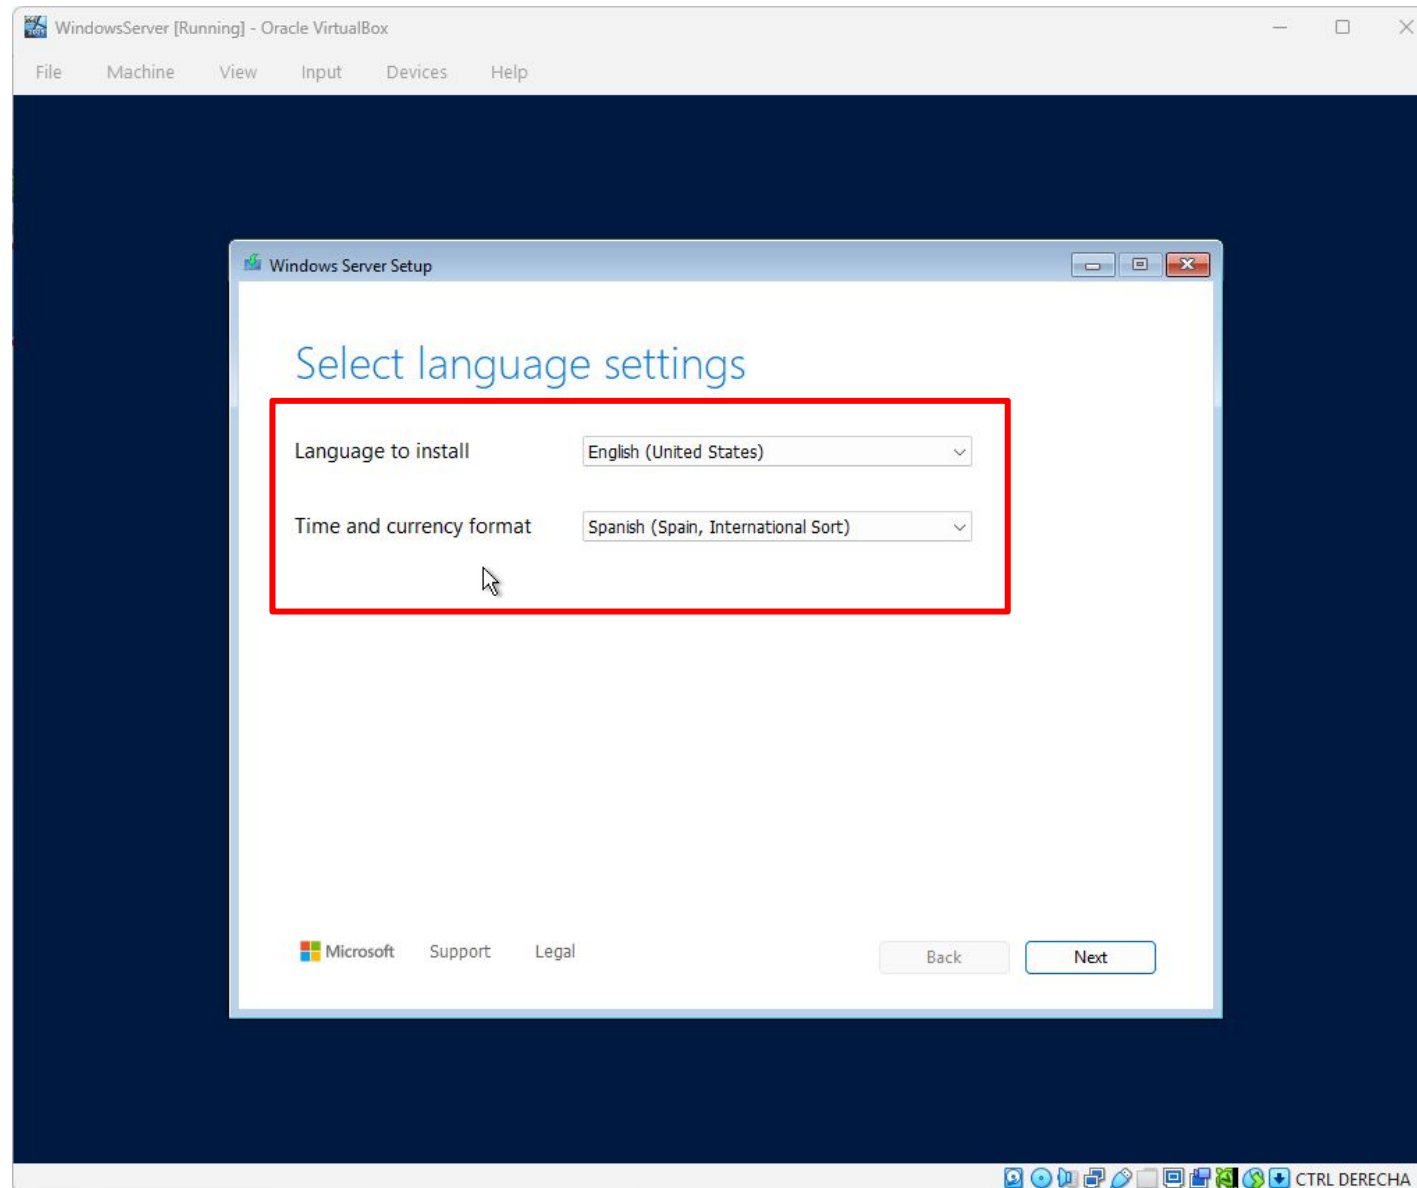 WindowsServer [Running] - Oracle VirtualBox
File Machine View Input Devices Help
Windows Server Setup
Select language settings
Language to install English (United States)
Time and currency format Spanish (Spain, International Sort)
Microsoft Support Legal Back Next
CTRL DERECHA